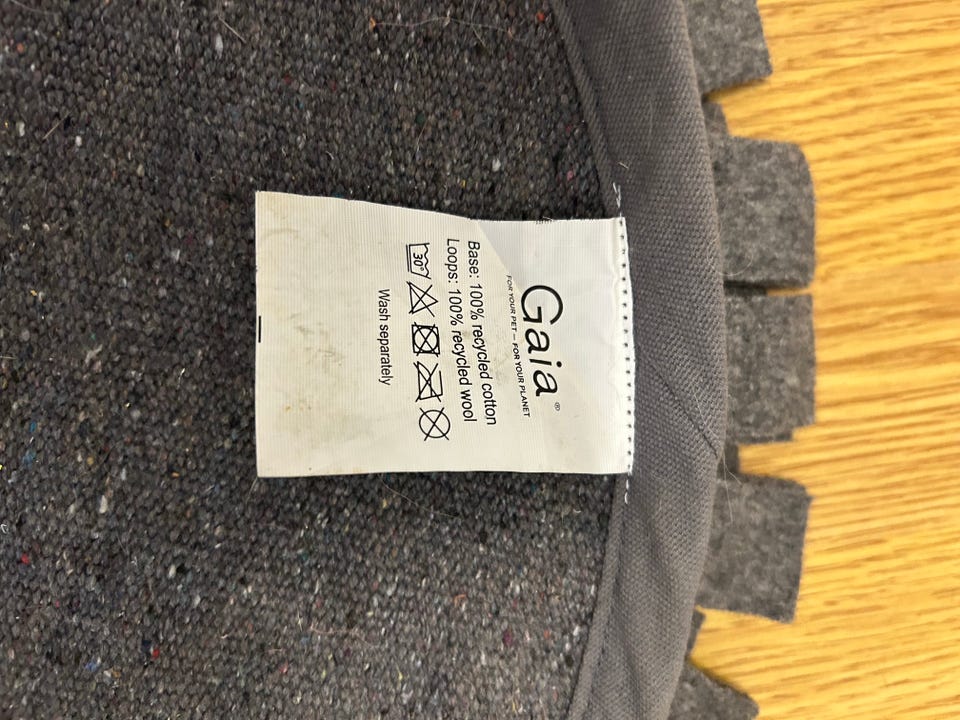 Gaia®
FOR YOUR PET – FOR YOUR PLANET
Base: 100% recycled cotton
Loops: 100% recycled wool
30°
Wash separately